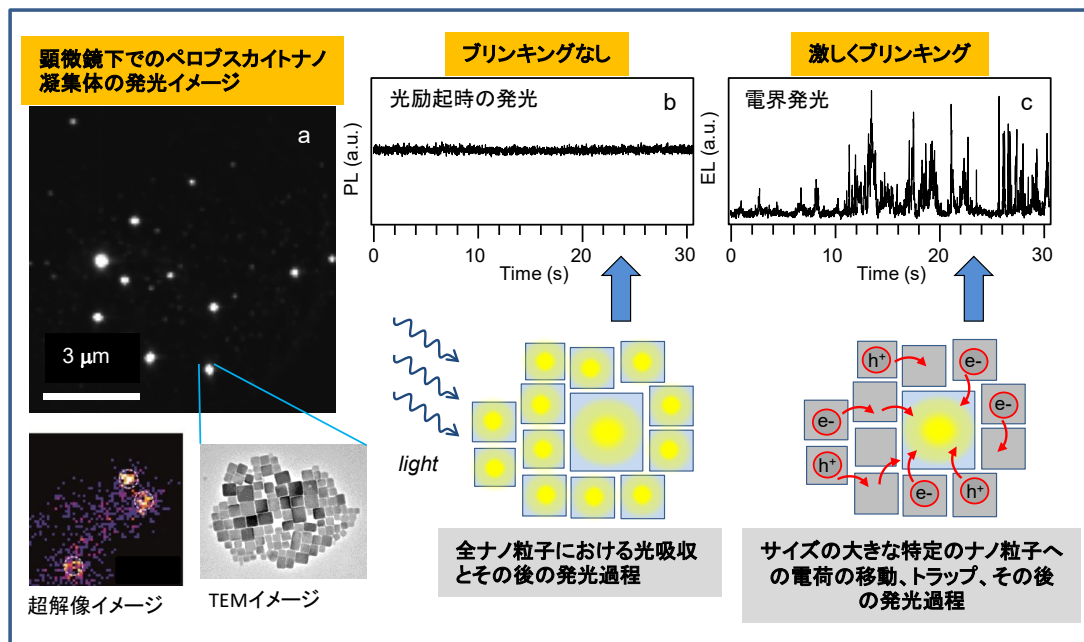 顕微鏡下でのペロブスカイトナノ
凝集体の発光イメージ
a
3 μm
超解像イメージ
TEMイメージ
ブリンキングなし
光励起時の発光
b
PL (a.u.)
0
10
20
30
Time (s)
light
全ナノ粒子における光吸収
とその後の発光過程
激しくブリンキング
電界発光
c
EL (a.u.)
0
10
20
30
Time (s)
h⁺
e-
e-
e-
h⁺
e-
h⁺
サイズの大きな特定のナノ粒子へ
の電荷の移動、トラップ、その後
の発光過程